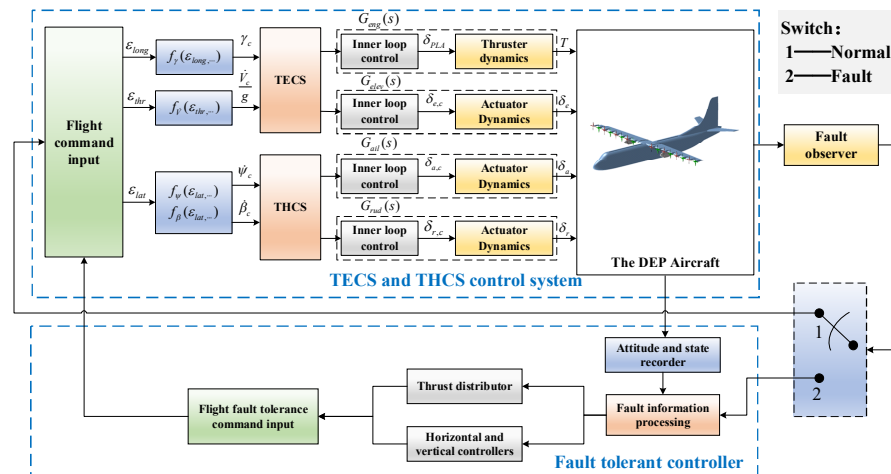 G_eng(s)
Switch：
1——Normal
2——Fault
ε_long
f_γ(ε_long,...)
γ_c
TECS
Inner loop
control
δ_PLA
Thruster
dynamics
T
ε_thr
f_V̇(ε_thr,...)
V̇_c
g
G_elev(s)
Inner loop
control
δ_e,c
Actuator
Dynamics
δ_e
Flight
command
input
Fault
observer
G_ail(s)
ε_lat
f_ψ(ε_lat,...)
f_β(ε_lat,...)
ψ̇_c
β̇_c
THCS
Inner loop
control
δ_a,c
Actuator
Dynamics
δ_a
G_rud(s)
Inner loop
control
δ_r,c
Actuator
Dynamics
δ_r
The DEP Aircraft
TECS and THCS control system
1
2
Attitude and state
recorder
Thrust distributor
Flight fault tolerance
command input
Fault information
processing
Horizontal and
vertical controllers
Fault tolerant controller